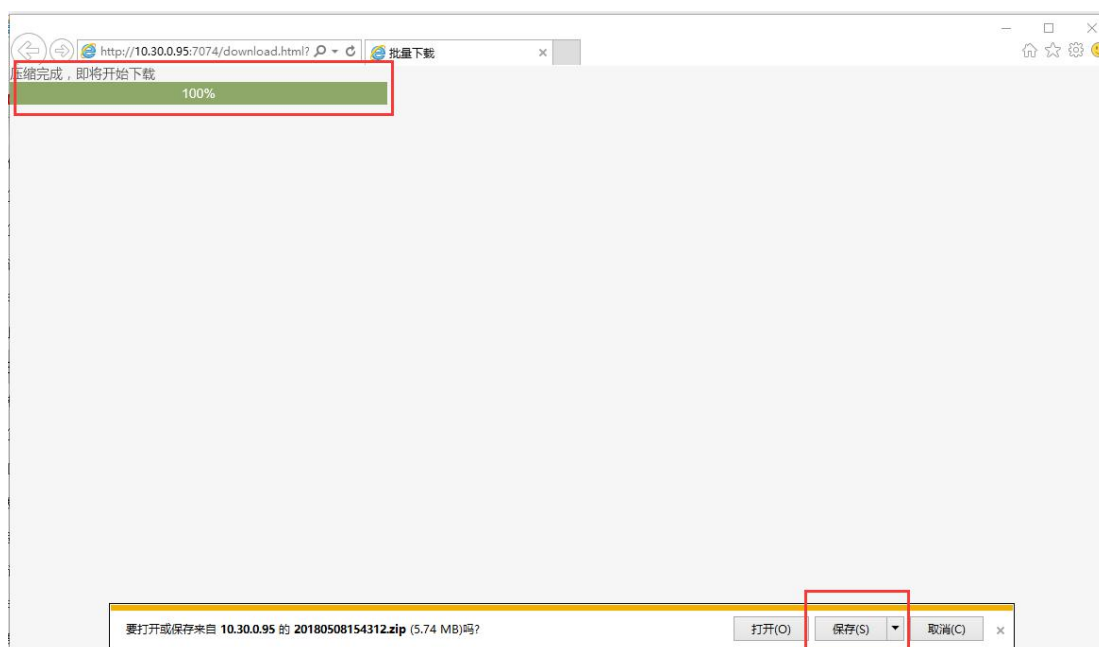 http://10.30.0.95:7074/download.html?
批量下载
压缩完成，即将开始下载
100%
要打开或保存来自 10.30.0.95 的 20180508154312.zip (5.74 MB)吗?
打开(O)
保存(S)
取消(C)